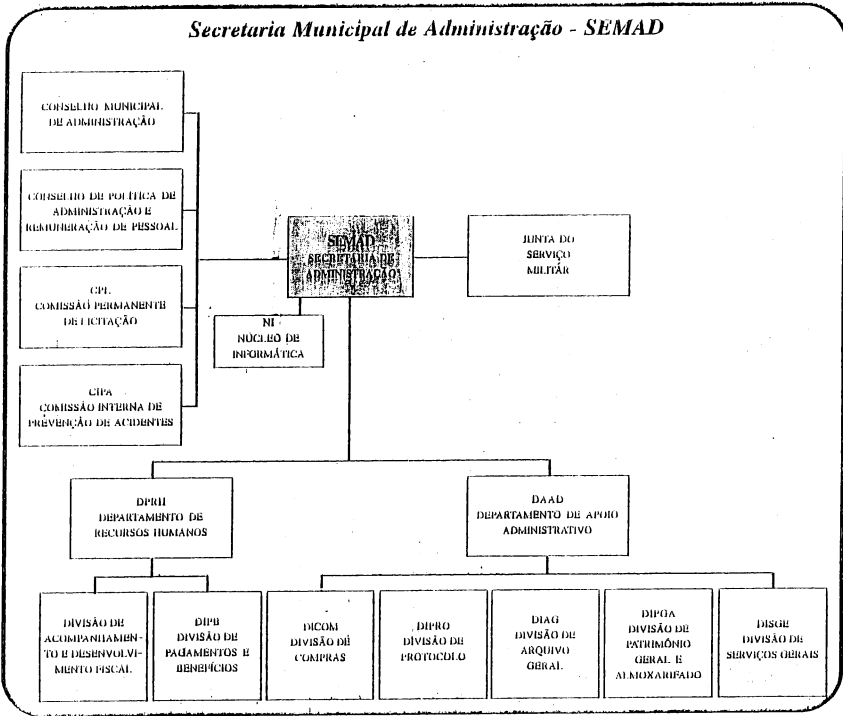 Secretaria Municipal de Administração - SEMAD
CONSELHO MUNICIPAL
DE ADMINISTRAÇÃO
CONSELHO DE POLÍTICA DE
ADMINISTRAÇÃO E
REMUNERAÇÃO DE PESSOAL
CPL
COMISSÃO PERMANENTE
DE LICITAÇÃO
CIPA
COMISSÃO INTERNA DE
PREVENÇÃO DE ACIDENTES
SEMAD
SECRETARIA DE
ADMINISTRAÇÃO
JUNTA DO
SERVIÇO
MILITAR
NI
NÚCLEO DE
INFORMÁTICA
DPRH
DEPARTAMENTO DE
RECURSOS HUMANOS
DAAD
DEPARTAMENTO DE APOIO
ADMINISTRATIVO
DIVISÃO DE
ACOMPANHAMEN-
TO E DESENVOLVI-
MENTO FISCAL
DIPB
DIVISÃO DE
PAGAMENTOS E
BENEFÍCIOS
DICOM
DIVISÃO DE
COMPRAS
DIPRO
DIVISÃO DE
PROTOCOLO
DIAG
DIVISÃO DE
ARQUIVO
GERAL
DIPGA
DIVISÃO DE
PATRIMÔNIO
GERAL E
ALMOXARIFADO
DISGE
DIVISÃO DE
SERVIÇOS GERAIS